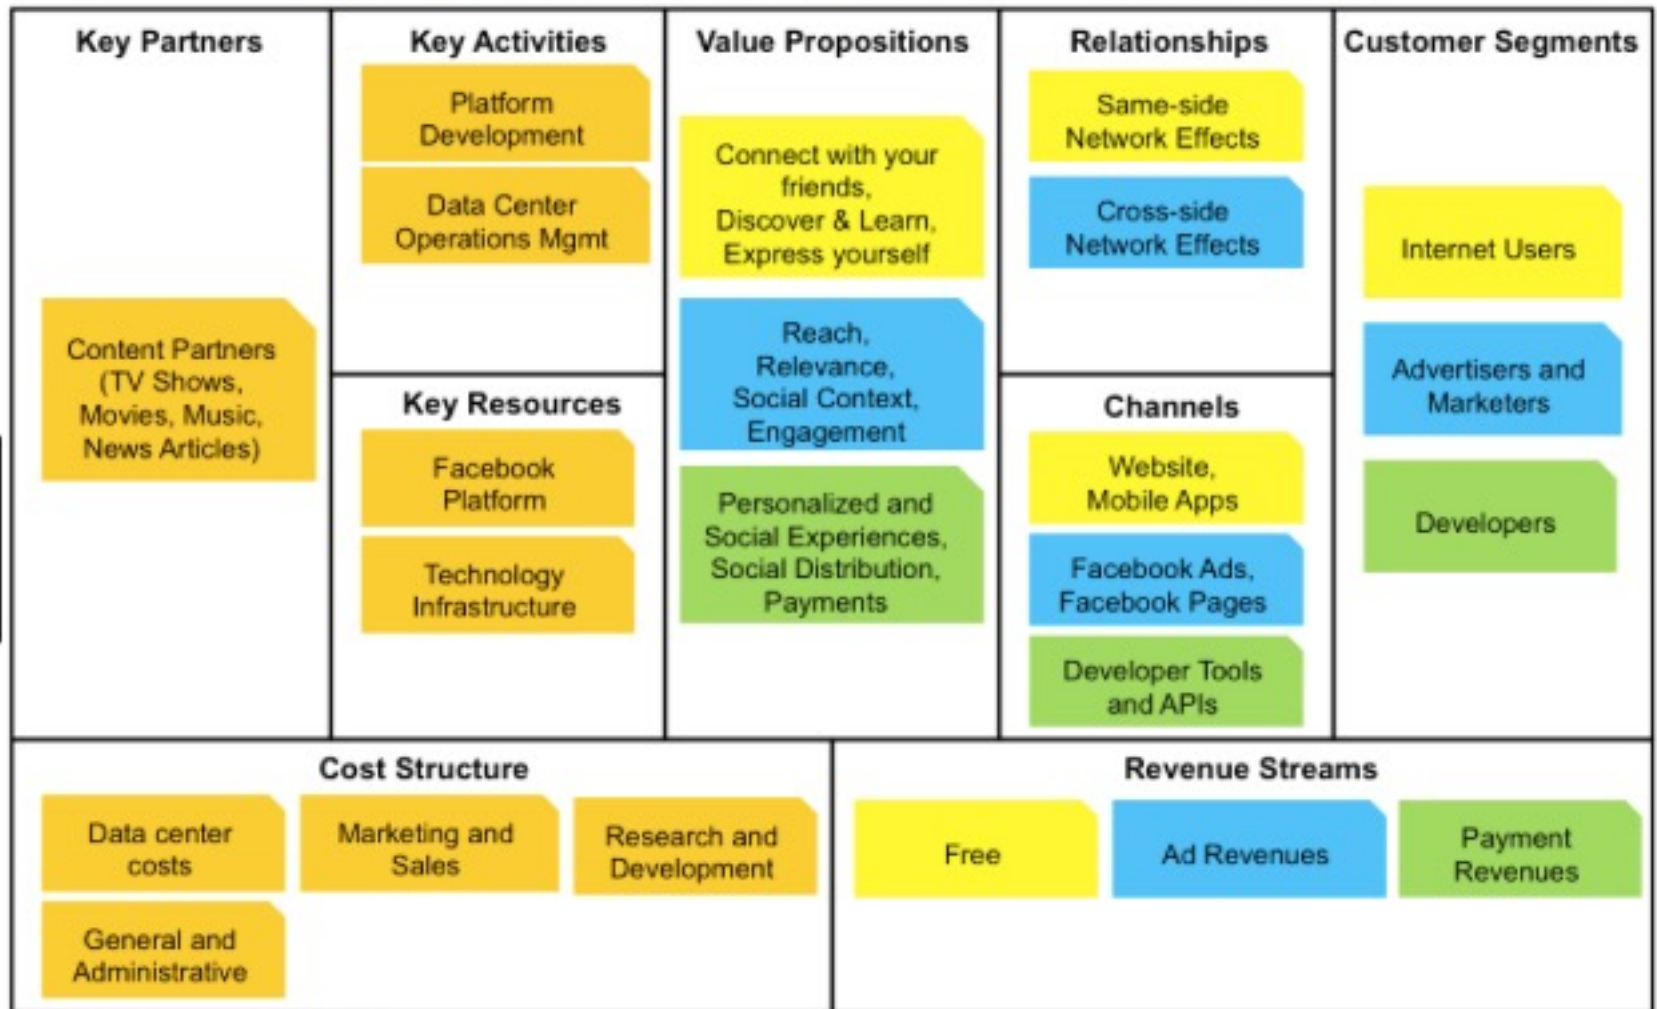 Key Partners
Content Partners
(TV Shows,
Movies, Music,
News Articles)
Key Activities
Platform
Development
Data Center
Operations Mgmt
Key Resources
Facebook
Platform
Technology
Infrastructure
Value Propositions
Connect with your
friends,
Discover & Learn,
Express yourself
Reach,
Relevance,
Social Context,
Engagement
Personalized and
Social Experiences,
Social Distribution,
Payments
Relationships
Same-side
Network Effects
Cross-side
Network Effects
Channels
Website,
Mobile Apps
Facebook Ads,
Facebook Pages
Developer Tools
and APIs
Customer Segments
Internet Users
Advertisers and
Marketers
Developers
Cost Structure
Data center
costs
Marketing and
Sales
Research and
Development
General and
Administrative
Revenue Streams
Free
Ad Revenues
Payment
Revenues